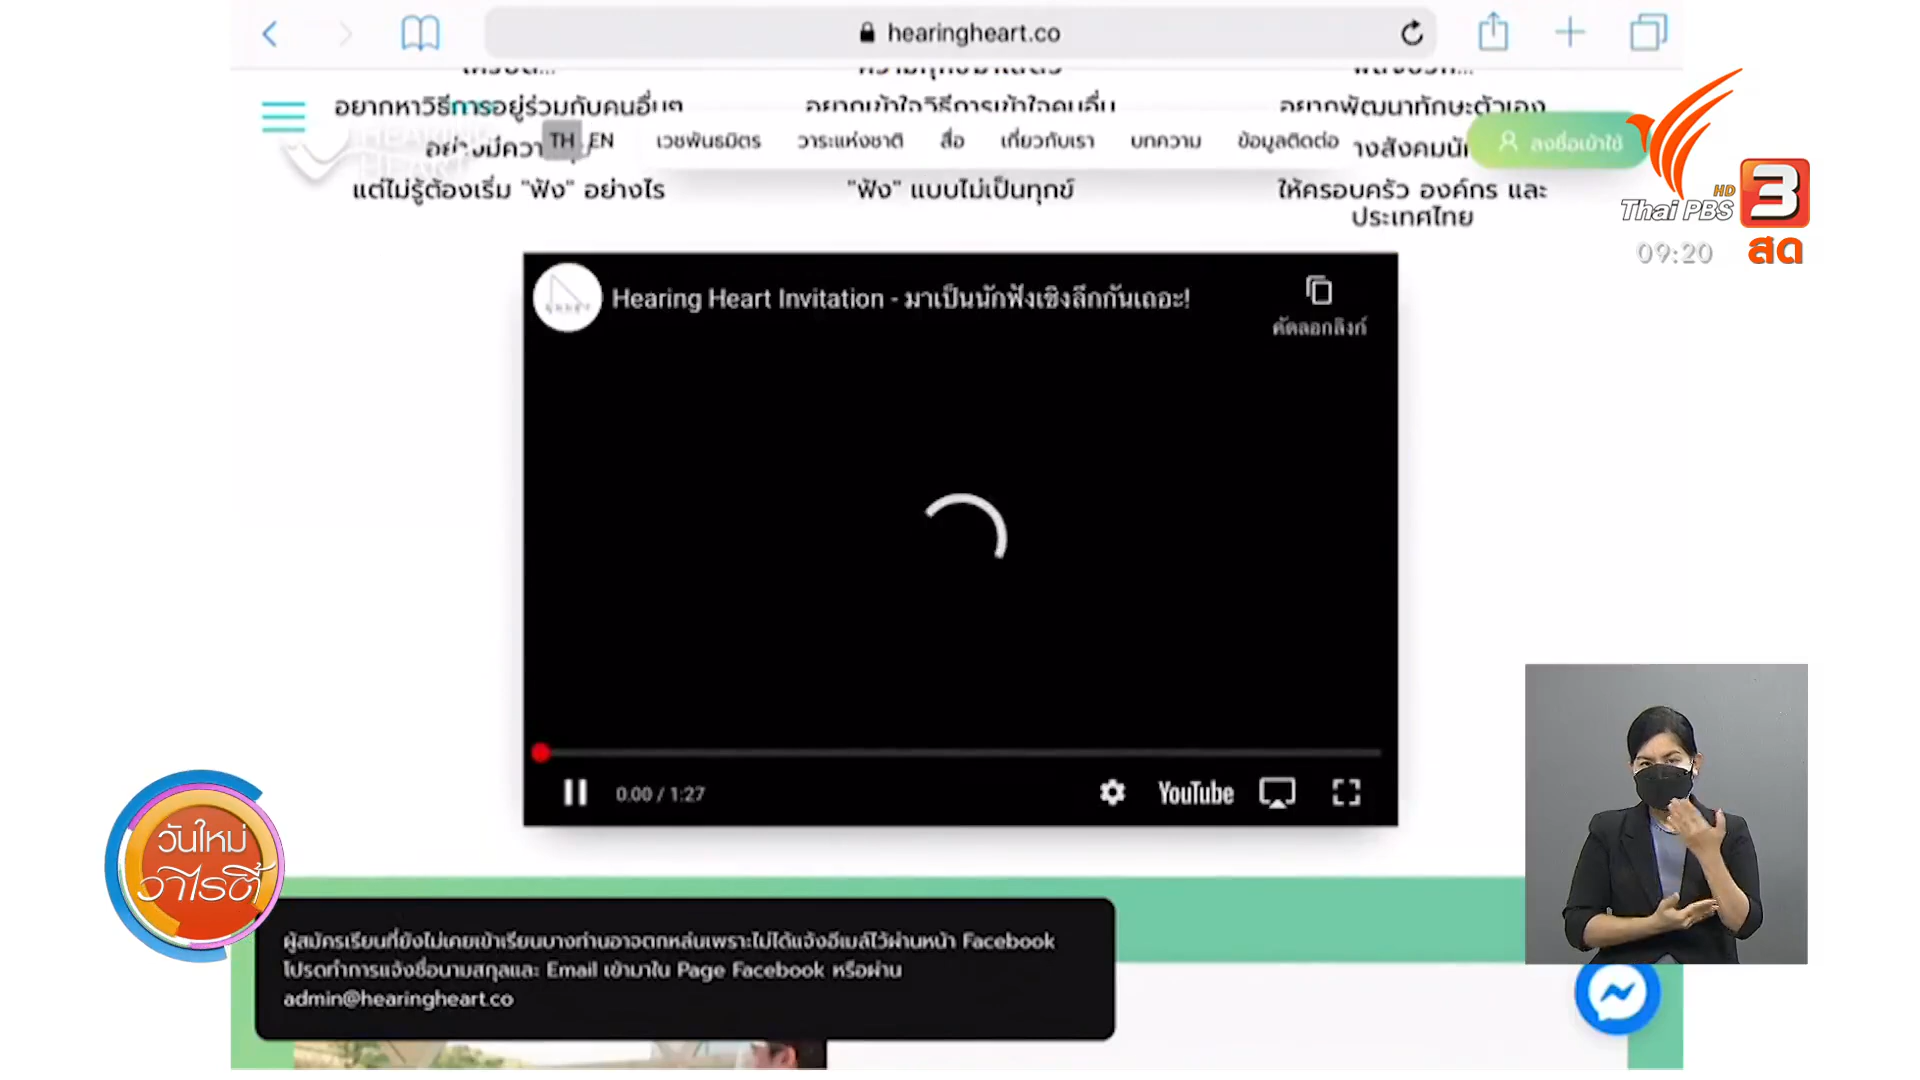 hearingheart.co
อยากหาวิธีการอยู่ร่วมกับคนอื่นๆ
อยากเข้าใจวิธีการเข้าใจคนอื่น
อยากพัฒนาทักษะตัวเอง
TH EN เวชพันธมิตร วาระแห่งชาติ สื่อ เกี่ยวกับเรา บทความ ข้อมูลติดต่อ
ลงชื่อเข้าใช้
แต่ไม่รู้ต้องเริ่ม "ฟัง" อย่างไร
"ฟัง" แบบไม่เป็นทุกข์
ให้ครอบครัว องค์กร และ
ประเทศไทย
HD
Thai PBS 3
09:20 สด
Hearing Heart Invitation - มาเป็นนักฟังเชิงลึกกันเถอะ!
คัดลอกลิงก์
0:00 / 1:27
YouTube
วันใหม่
วาไรตี้
ผู้สมัครเรียนที่ยังไม่เคยเข้าเรียนบางท่านอาจตกหล่นเพราะไม่ได้แจ้งอีเมล์ไว้ผ่านหน้า Facebook
โปรดทำการแจ้งชื่อนามสกุลและ Email เข้ามาใน Page Facebook หรือผ่าน
admin@hearingheart.co